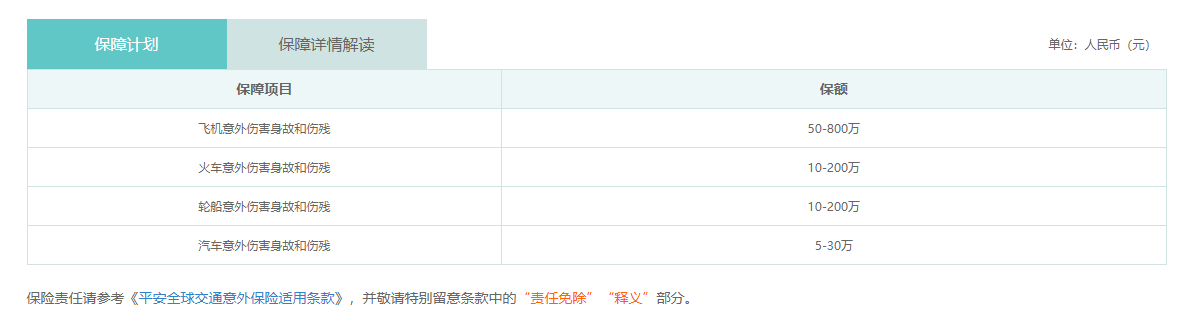 保障计划 保障详情解读 单位：人民币（元）
保障项目 保额
飞机意外伤害身故和伤残 50-800万
火车意外伤害身故和伤残 10-200万
轮船意外伤害身故和伤残 10-200万
汽车意外伤害身故和伤残 5-30万
保险责任请参考《平安全球交通意外保险适用条款》，并敬请特别留意条款中的“责任免除”“释义”部分。